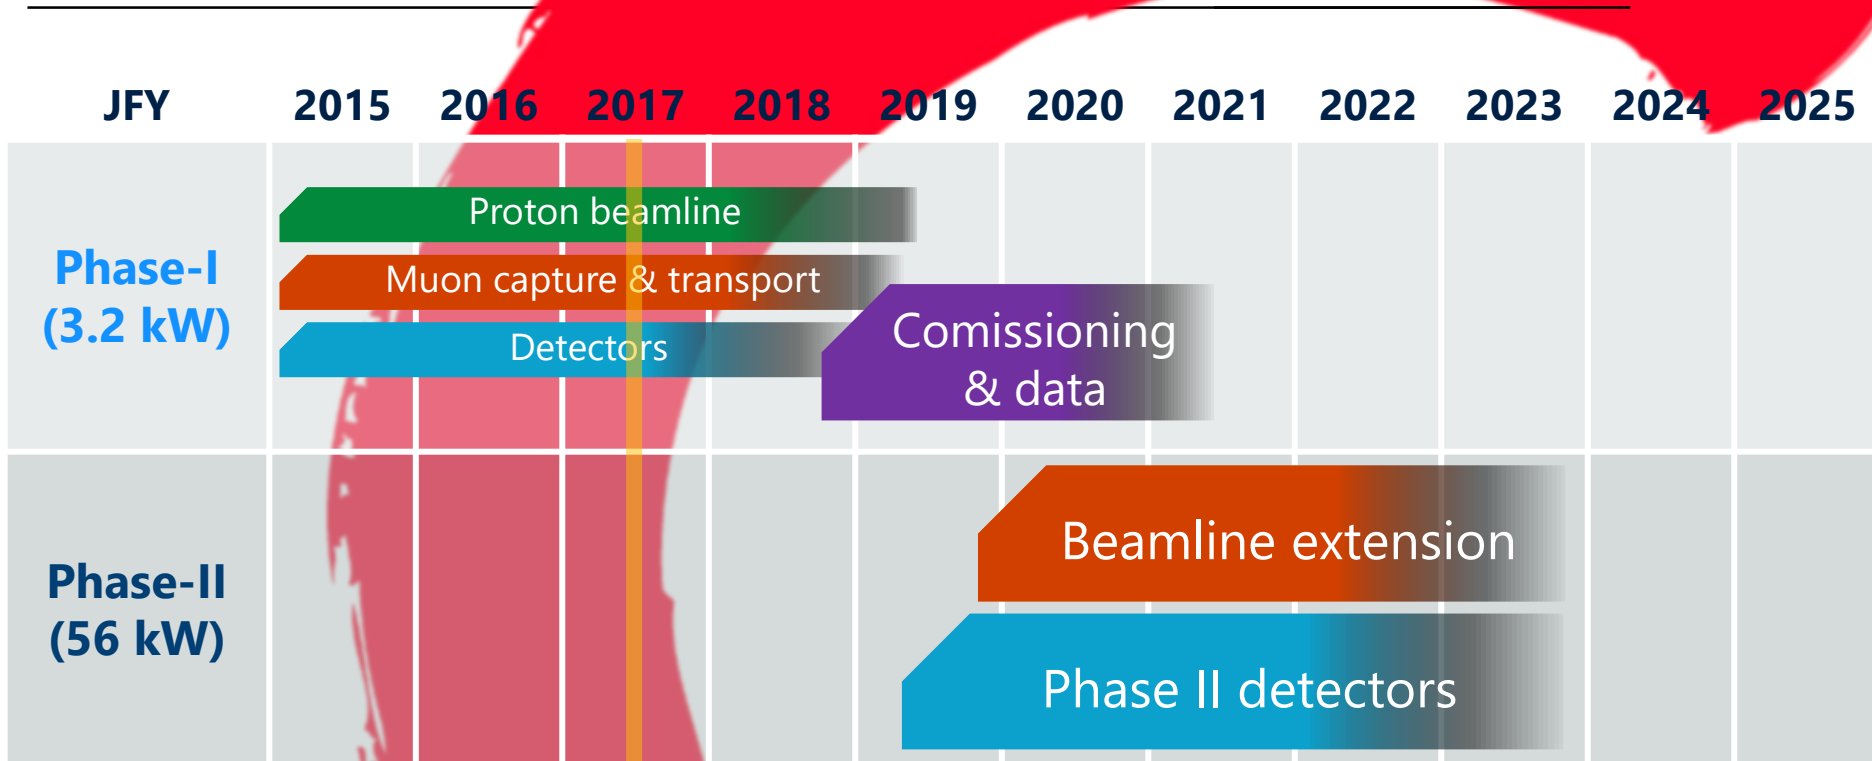 JFY 2015 2016 2017 2018 2019 2020 2021 2022 2023 2024 2025
Phase-I
(3.2 kW)
Proton beamline
Muon capture & transport
Detectors
Comissioning
& data
Phase-II
(56 kW)
Beamline extension
Phase II detectors